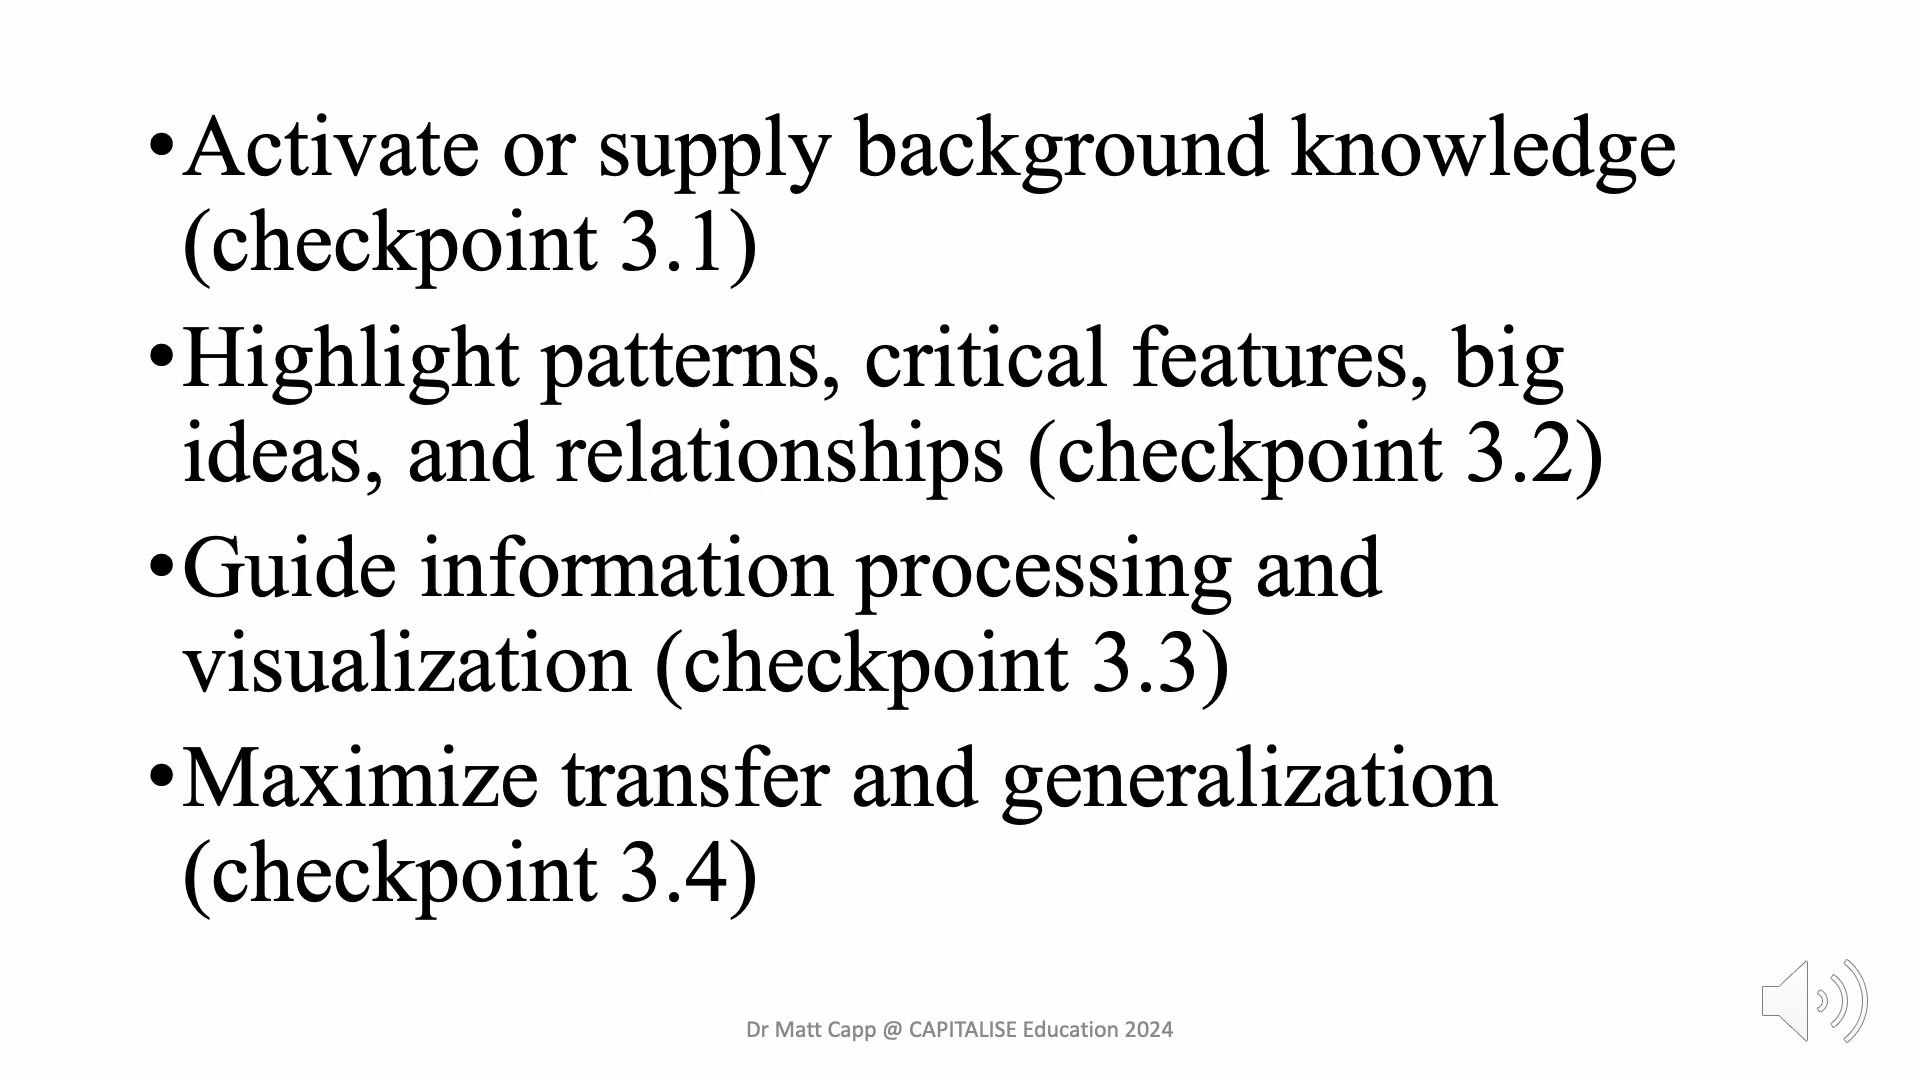 •Activate or supply background knowledge
(checkpoint 3.1)
•Highlight patterns, critical features, big
ideas, and relationships (checkpoint 3.2)
•Guide information processing and
visualization (checkpoint 3.3)
•Maximize transfer and generalization
(checkpoint 3.4)
Dr Matt Capp @ CAPITALISE Education 2024